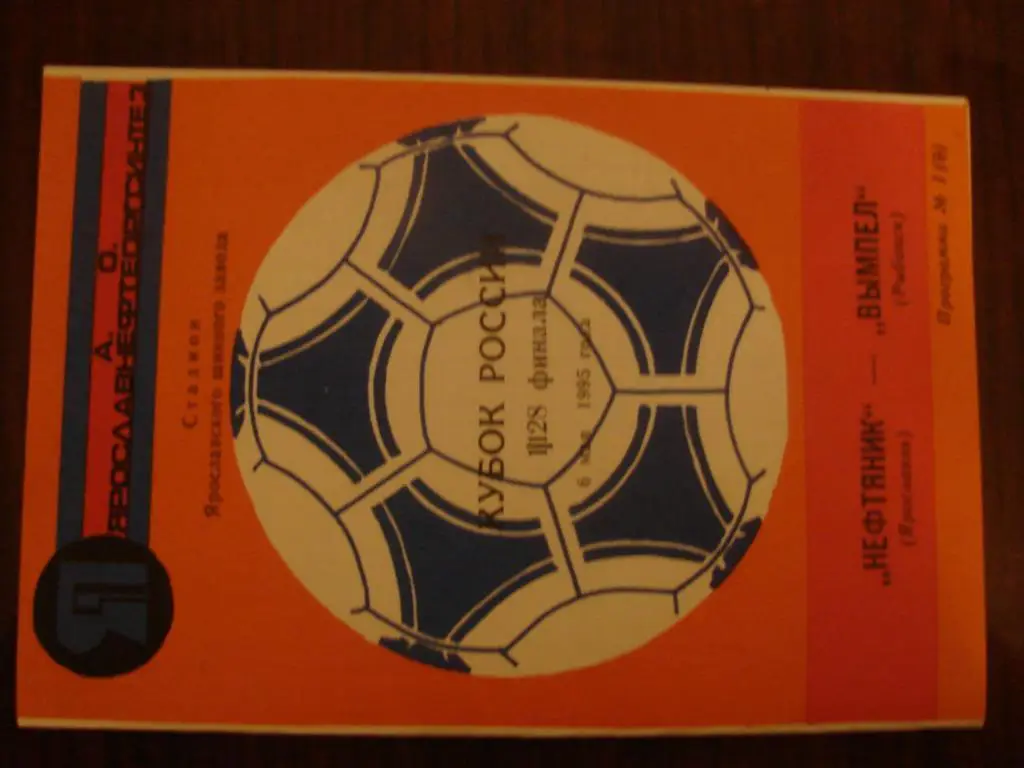 А. О.
ЯРОСЛАВНЕФТЕОРГСИНТЕЗ
Стадион
Ярославского шинного завода
КУБОК РОССИИ
1|128 финала
6 мая 1995 года
„НЕФТЯНИК“ — „ВЫМПЕЛ“
(Ярославль) (Рыбинск)
Программа № 1